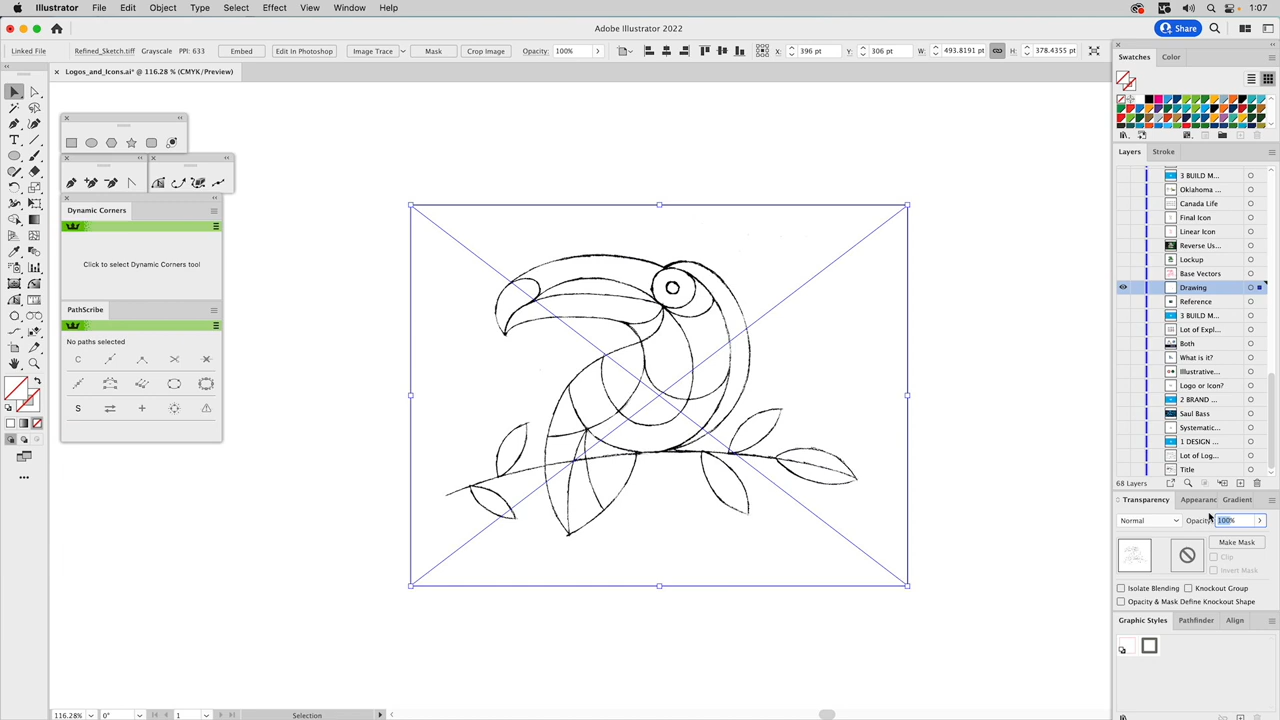 Illustrator File Edit Object Type Select Effect View Window Help 1:07
Adobe Illustrator 2022 Share
Linked File Refined_Sketch.tiff Grayscale PPI: 633 Embed Edit in Photoshop Image Trace Mask Crop Image Opacity: 100% X: 396 pt Y: 306 pt W: 493.8191 pt H: 378.4355 pt
Logos_and_Icons.ai* @ 116.28 % (CMYK/Preview)
Swatches Color
Layers Stroke
3 BUILD M...
Oklahoma ...
Canada Life
Final Icon
Linear Icon
Reverse Us...
Lockup
Base Vectors
Drawing
Reference
3 BUILD M...
Lot of Expl...
Both
What is it?
Illustrative...
Logo or Icon?
2 BRAND ...
Saul Bass
Systematic...
1 DESIGN ...
Lot of Log...
Title
68 Layers
Transparency Appearanc Gradient
Normal Opacity: 100%
Make Mask
Clip
Invert Mask
Isolate Blending Knockout Group
Opacity & Mask Define Knockout Shape
Graphic Styles Pathfinder Align
Dynamic Corners
Click to select Dynamic Corners tool
PathScribe
No paths selected
C
S
116.28% 0° 1 Selection